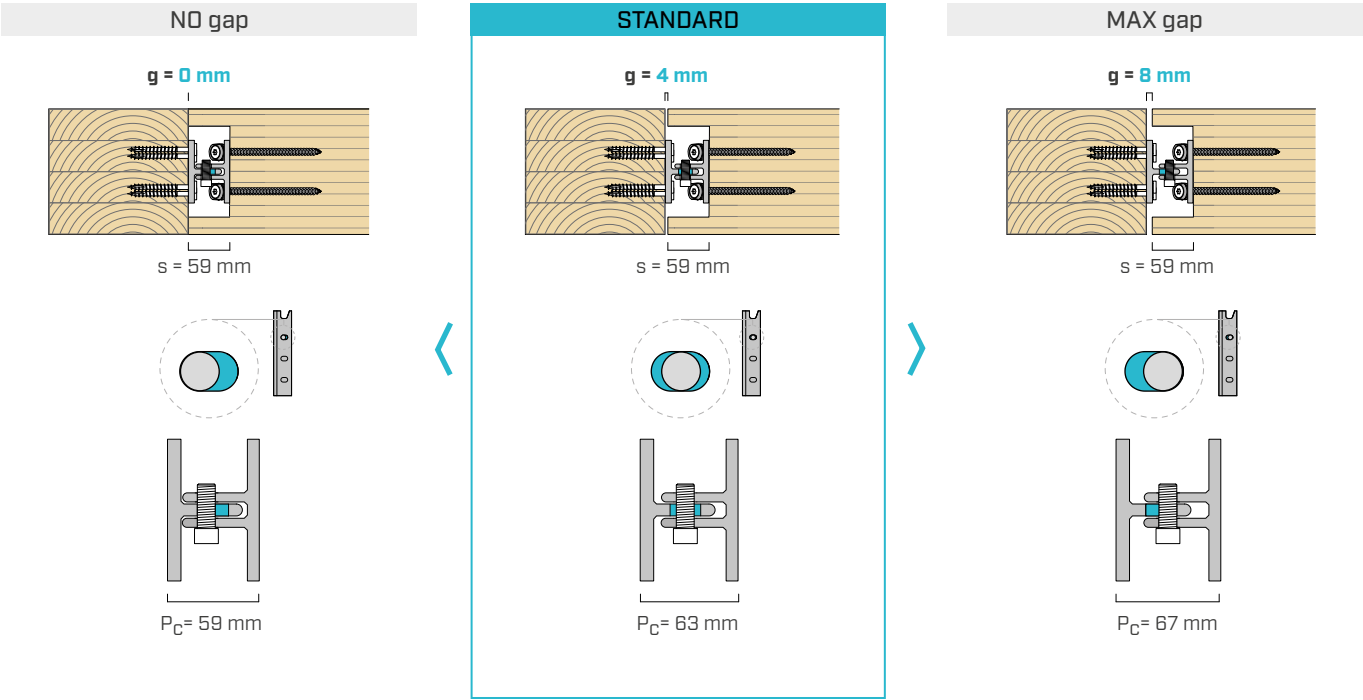 NO gap
STANDARD
MAX gap
g = 0 mm
g = 4 mm
g = 8 mm
s = 59 mm
s = 59 mm
s = 59 mm
PC= 59 mm
PC= 63 mm
PC= 67 mm